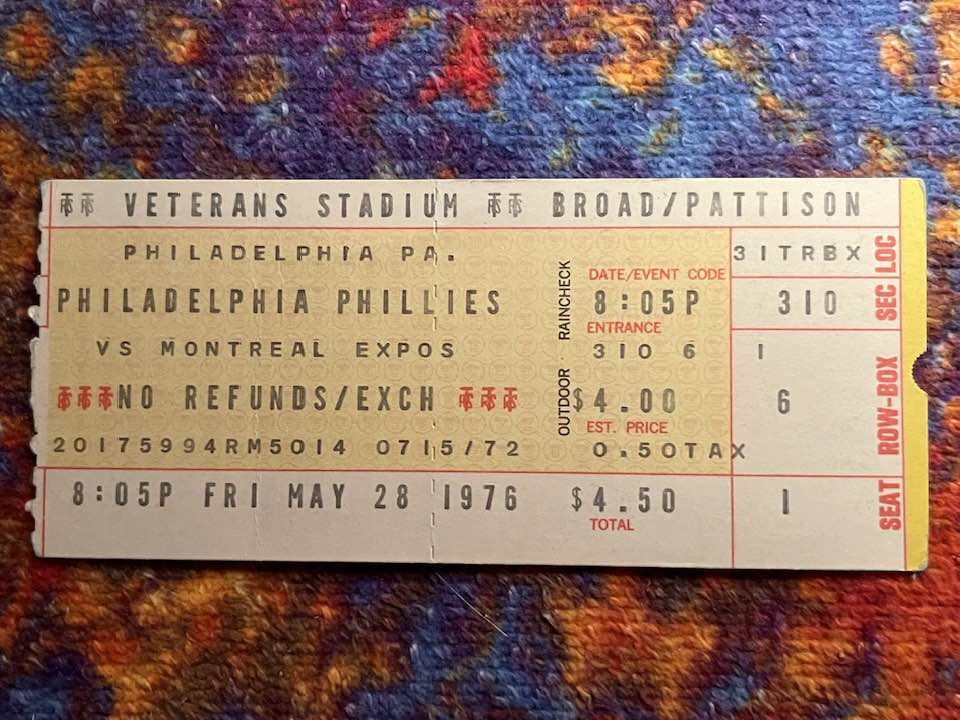 VETERANS STADIUM BROAD/PATTISON
PHILADELPHIA PA.
PHILADELPHIA PHILLIES
VS MONTREAL EXPOS
NO REFUNDS/EXCH
20175994RM5014 0715/72
8:05P FRI MAY 28 1976
OUTDOOR RAINCHECK
DATE/EVENT CODE
8:05P
ENTRANCE
310 6
$4.00
EST. PRICE
0.50TAX
$4.50
TOTAL
31TRBX
310
1
6
1
SEC LOC
ROW-BOX
SEAT